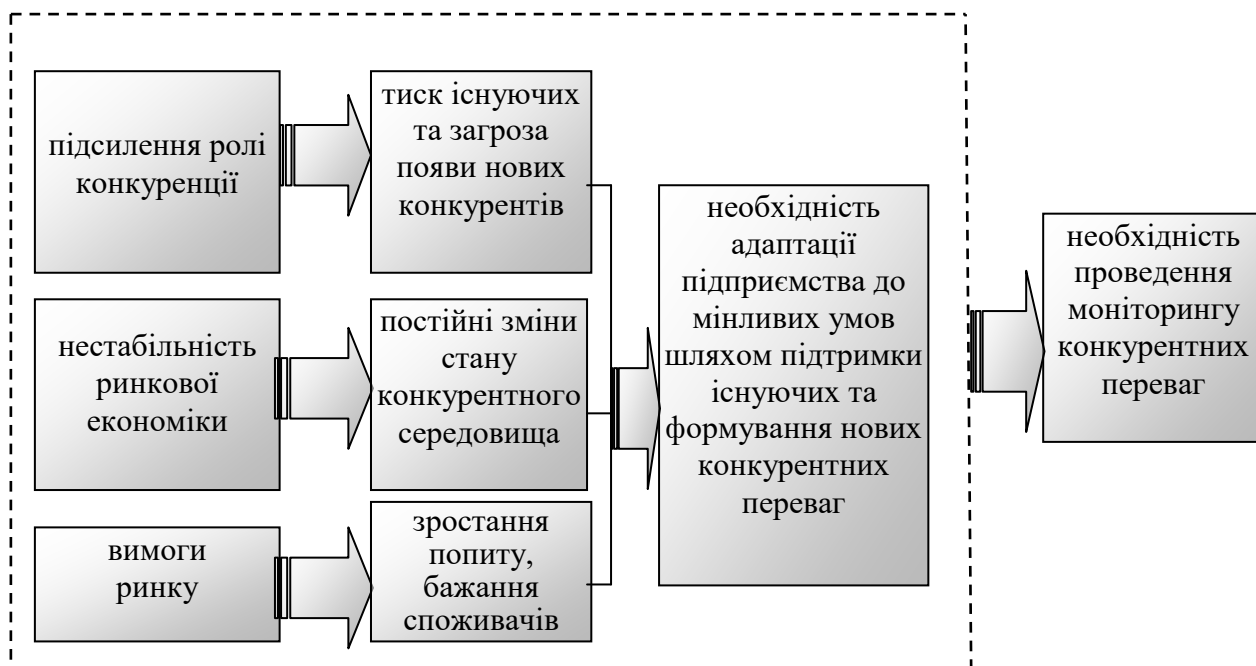 підсилення ролі
конкуренції
тиск існуючих
та загроза
появи нових
конкурентів
нестабільність
ринкової
економіки
постійні зміни
стану
конкурентного
середовища
вимоги
ринку
зростання
попиту,
бажання
споживачів
необхідність
адаптації
підприємства до
мінливих умов
шляхом підтримки
існуючих та
формування нових
конкурентних
переваг
необхідність
проведення
моніторингу
конкурентних
переваг